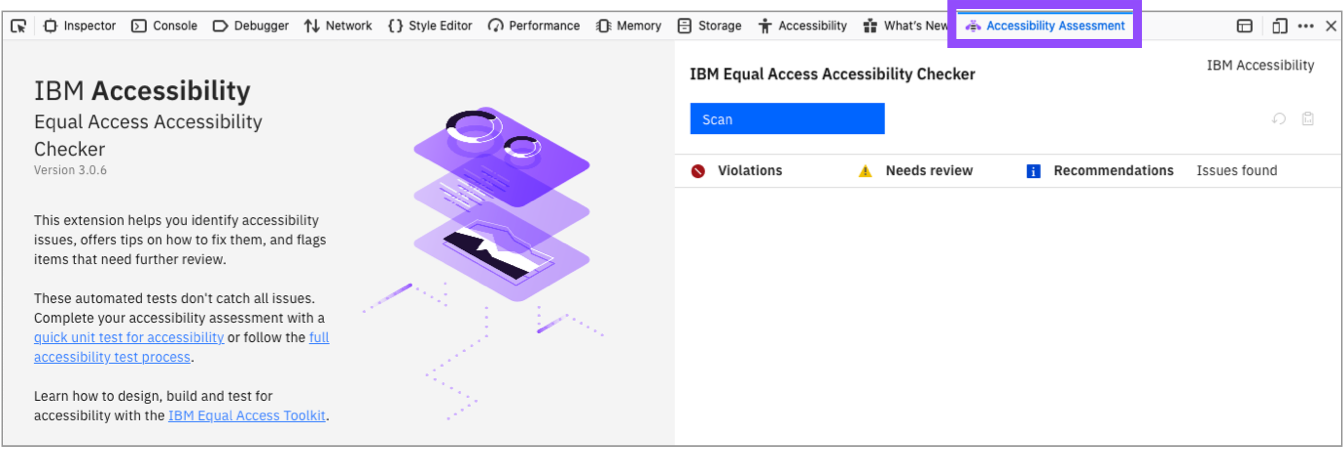 Inspector Console Debugger Network Style Editor Performance Memory Storage Accessibility What's New Accessibility Assessment
IBM Accessibility
Equal Access Accessibility
Checker
Version 3.0.6
This extension helps you identify accessibility
issues, offers tips on how to fix them, and flags
items that need further review.
These automated tests don't catch all issues.
Complete your accessibility assessment with a
quick unit test for accessibility or follow the full
accessibility test process.
Learn how to design, build and test for
accessibility with the IBM Equal Access Toolkit.
IBM Equal Access Accessibility Checker
IBM Accessibility
Scan
Violations Needs review Recommendations Issues found